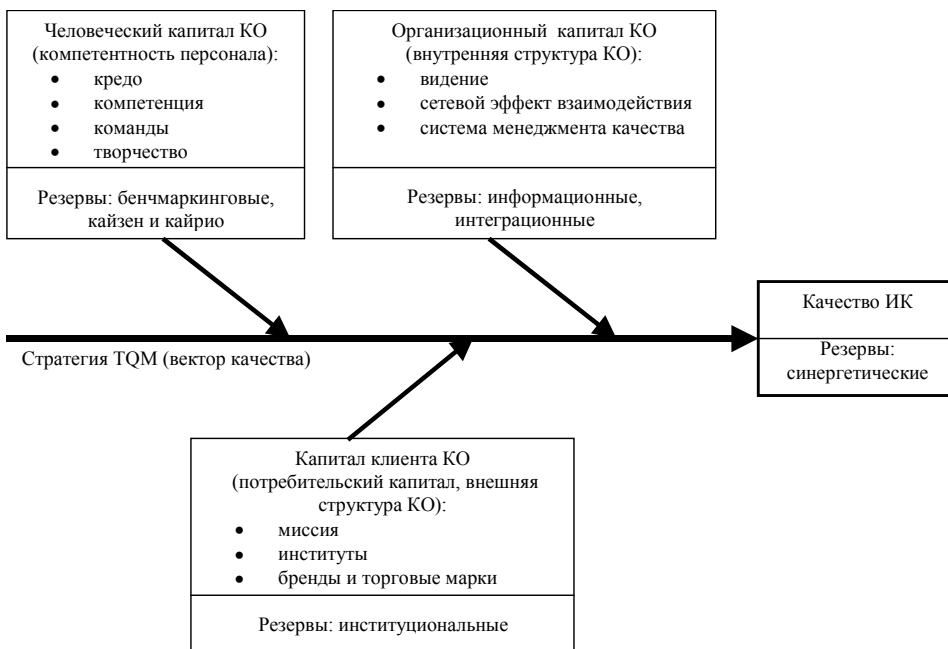 Человеческий капитал КО
(компетентность персонала):
• кредо
• компетенция
• команды
• творчество
Резервы: бенчмаркинговые,
кайзен и кайрио
Организационный капитал КО
(внутренняя структура КО):
• видение
• сетевой эффект взаимодействия
• система менеджмента качества
Резервы: информационные,
интеграционные
Качество ИК
Резервы:
синергетические
Стратегия TQM (вектор качества)
Капитал клиента КО
(потребительский капитал, внешняя
структура КО):
• миссия
• институты
• бренды и торговые марки
Резервы: институциональные